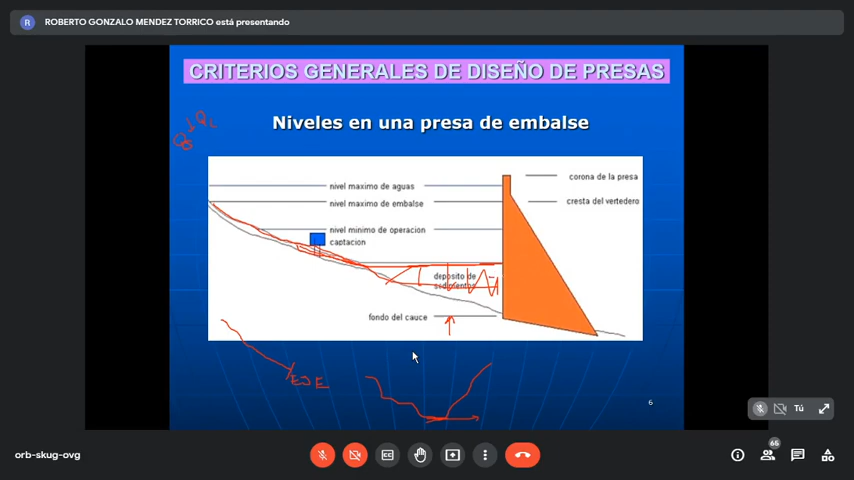 R ROBERTO GONZALO MENDEZ TORRICO está presentando
CRITERIOS GENERALES DE DISEÑO DE PRESAS
Niveles en una presa de embalse
corona de la presa
nivel maximo de aguas
nivel maximo de embalse
cresta del vertedero
nivel minimo de operacion
captacion
deposito de
sedimentos
fondo del cauce
EJE
6
Tú
orb-skug-ovg
CC
65